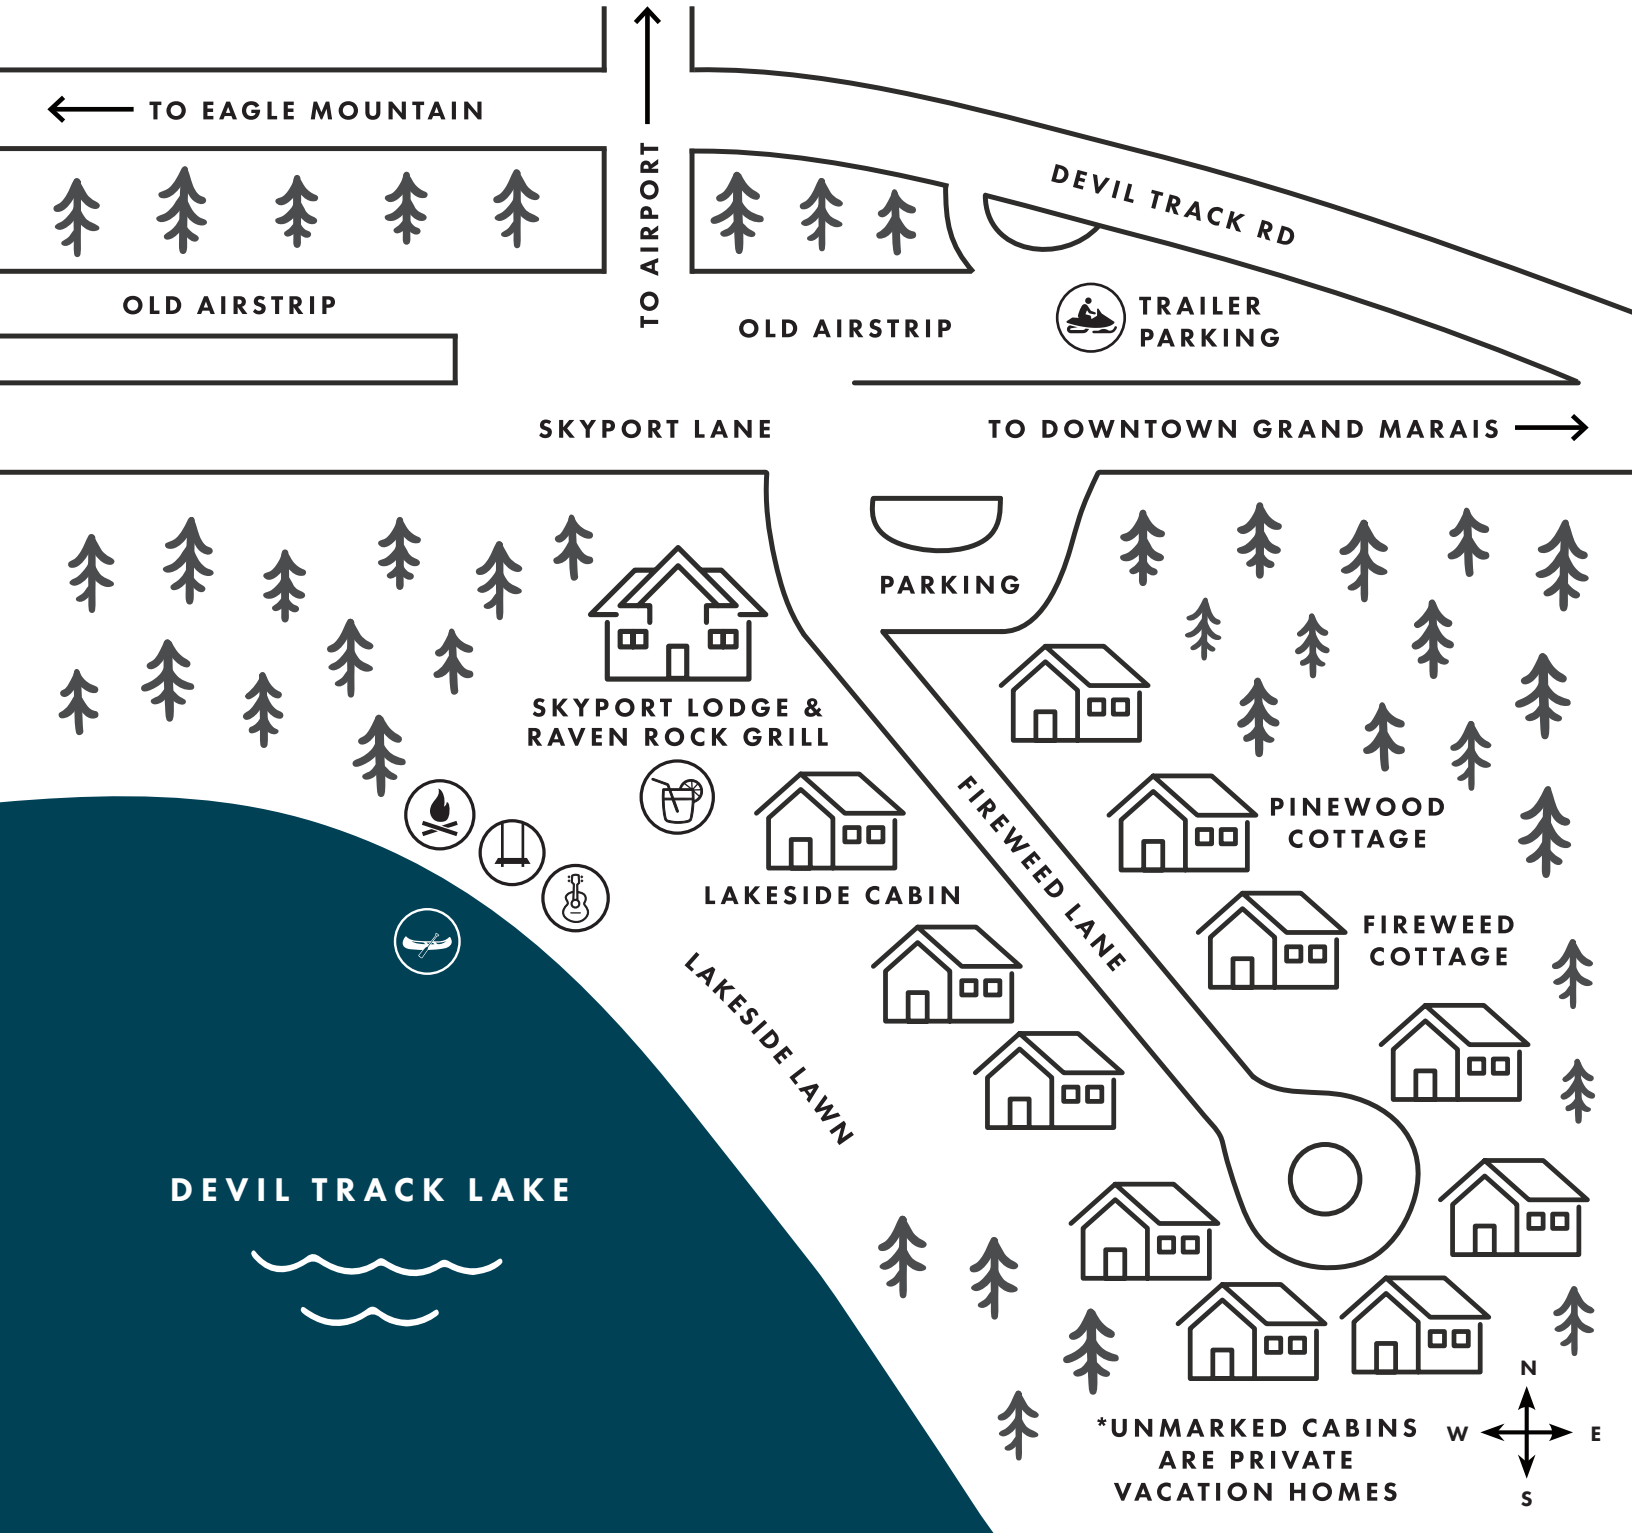 TO EAGLE MOUNTAIN
TO AIRPORT
DEVIL TRACK RD
OLD AIRSTRIP
OLD AIRSTRIP
TRAILER
PARKING
SKYPORT LANE
TO DOWNTOWN GRAND MARAIS
PARKING
SKYPORT LODGE &
RAVEN ROCK GRILL
FIREWEED LANE
PINEWOOD
COTTAGE
LAKESIDE CABIN
FIREWEED
COTTAGE
LAKESIDE LAWN
DEVIL TRACK LAKE
*UNMARKED CABINS
ARE PRIVATE
VACATION HOMES
N
W
E
S